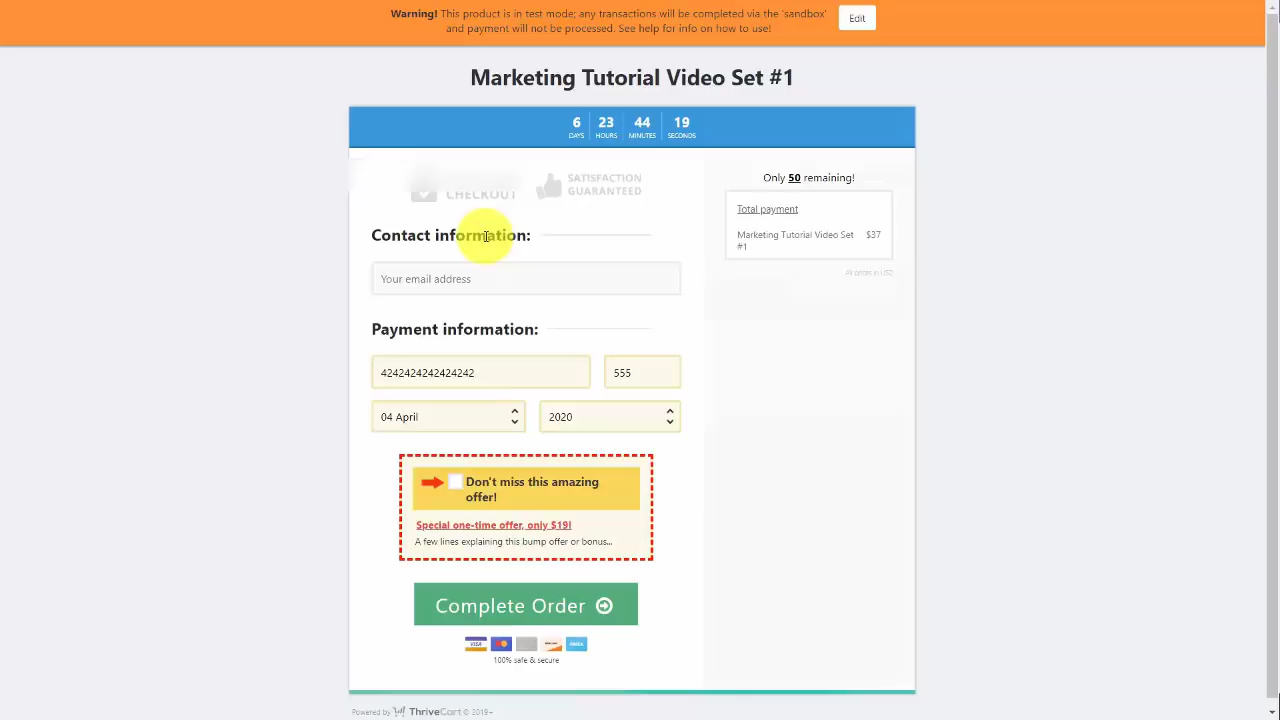 Warning! This product is in test mode; any transactions will be completed via the 'sandbox'
and payment will not be processed. See help for info on how to use!
Edit
Marketing Tutorial Video Set #1
6 23 44 19
DAYS HOURS MINUTES SECONDS
CHECKOUT
SATISFACTION
GUARANTEED
Only 50 remaining!
Total payment
Marketing Tutorial Video Set $37
#1
All prices in USD
Contact information:
Your email address
Payment information:
4242424242424242 555
04 April 2020
Don't miss this amazing
offer!
Special one-time offer, only $19!
A few lines explaining this bump offer or bonus...
Complete Order
VISA
100% safe & secure
Powered by ThriveCart © 2019+